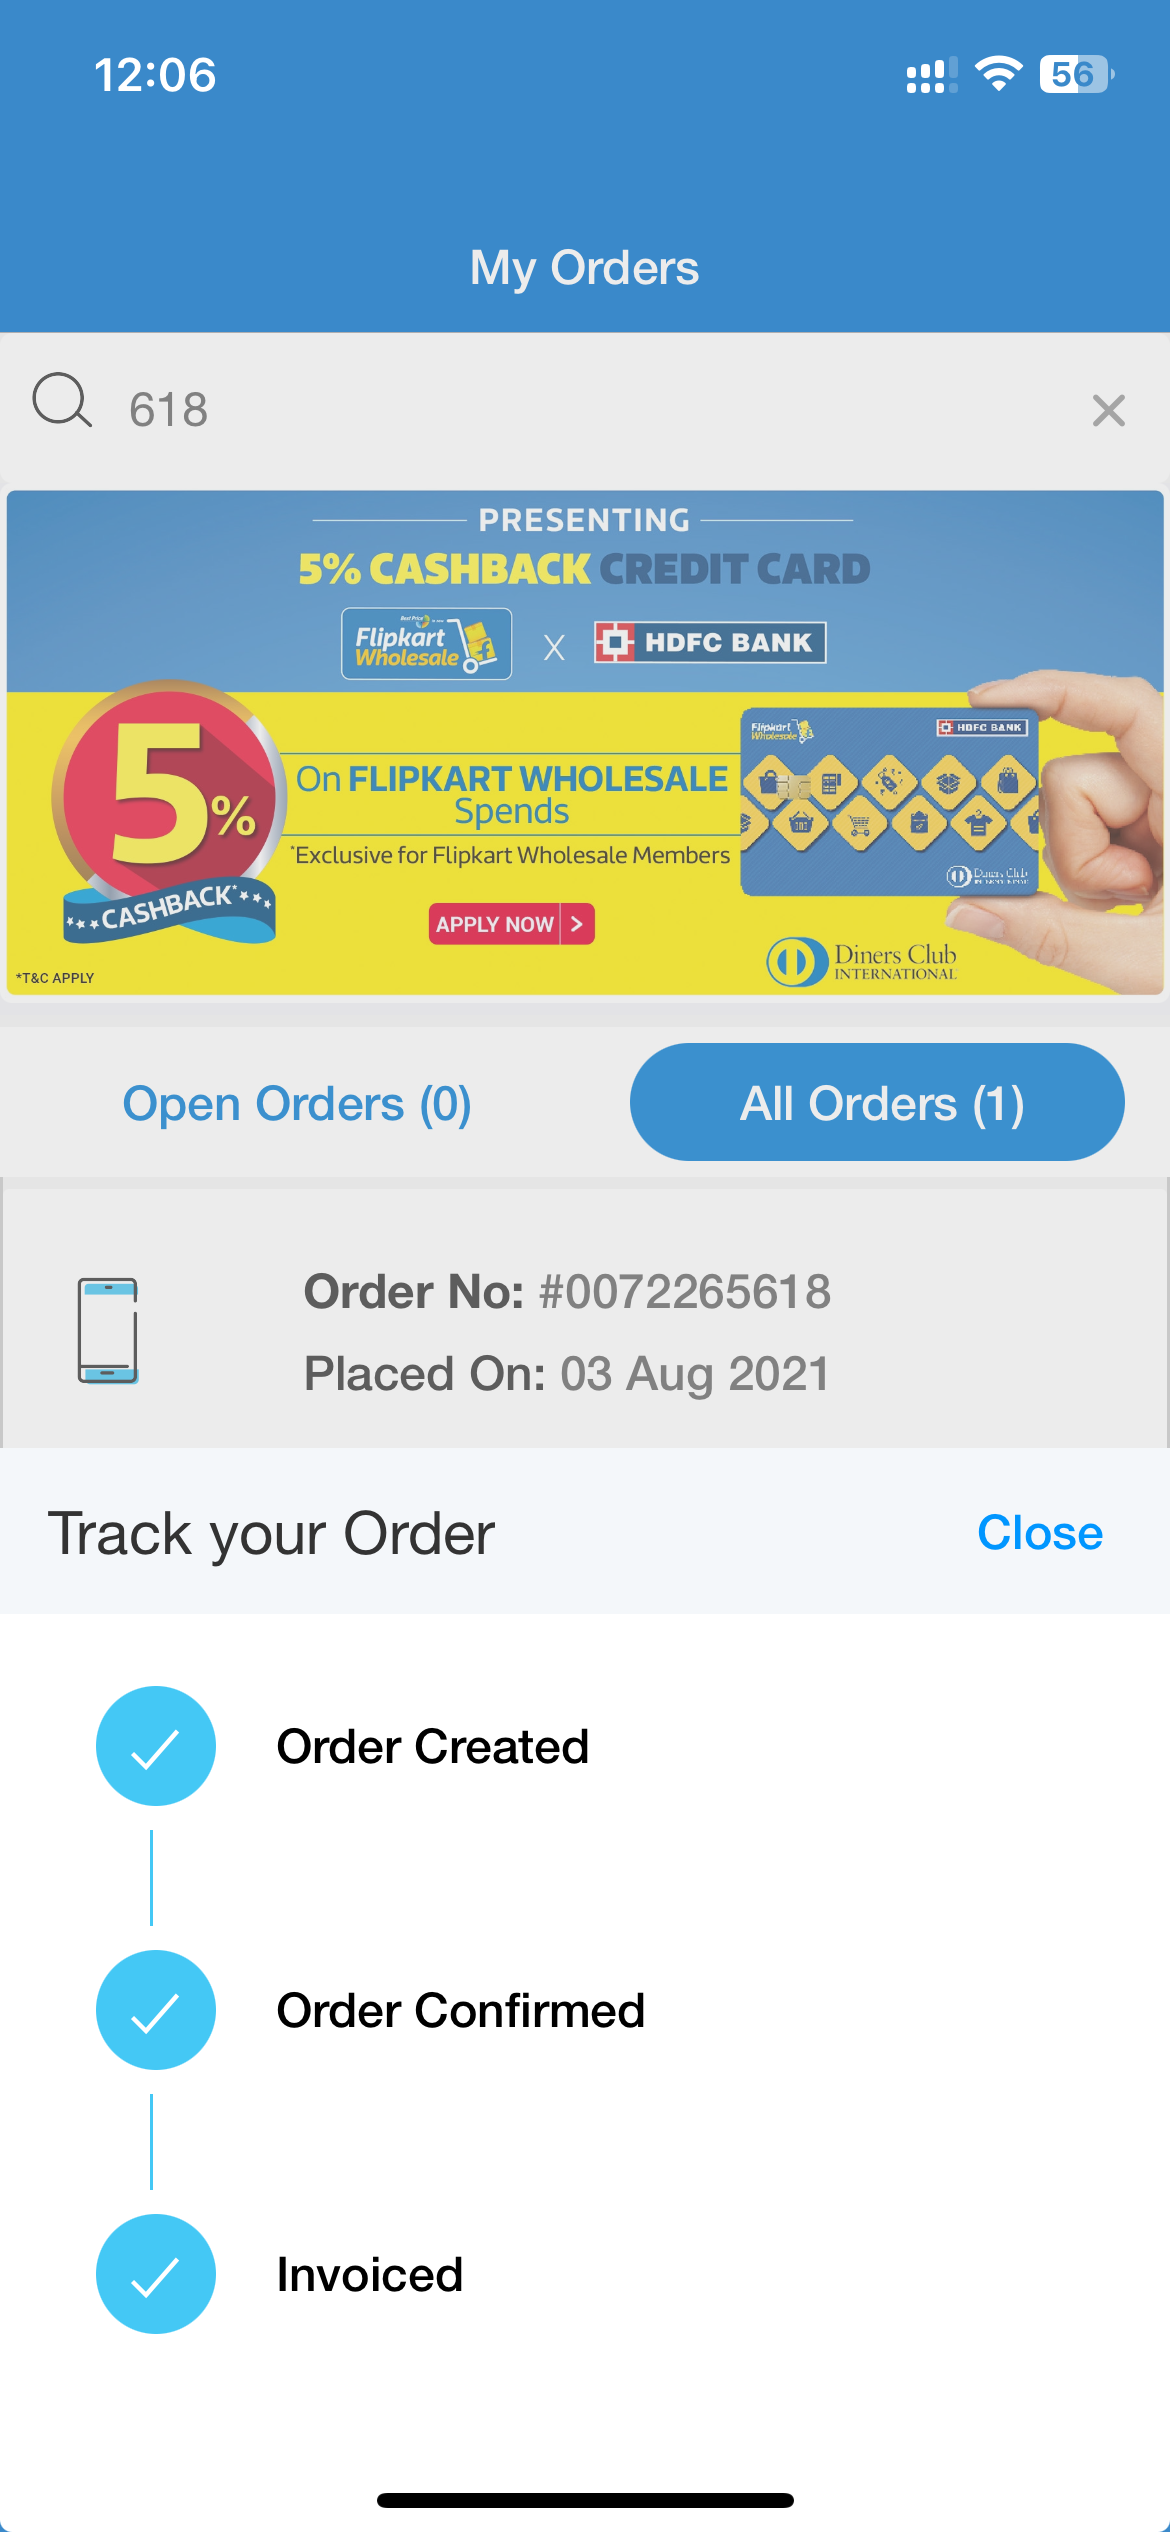 12:06
56
My Orders
618
PRESENTING
5% CASHBACK CREDIT CARD
Flipkart
Wholesale
X
HDFC BANK
5%
CASHBACK*
On FLIPKART WHOLESALE
Spends
*Exclusive for Flipkart Wholesale Members
APPLY NOW
*T&C APPLY
Flipkart
Wholesale
HDFC BANK
Diners Club
INTERNATIONAL
Diners Club
INTERNATIONAL
Open Orders (0)
All Orders (1)
Order No: #0072265618
Placed On: 03 Aug 2021
Track your Order
Close
Order Created
Order Confirmed
Invoiced